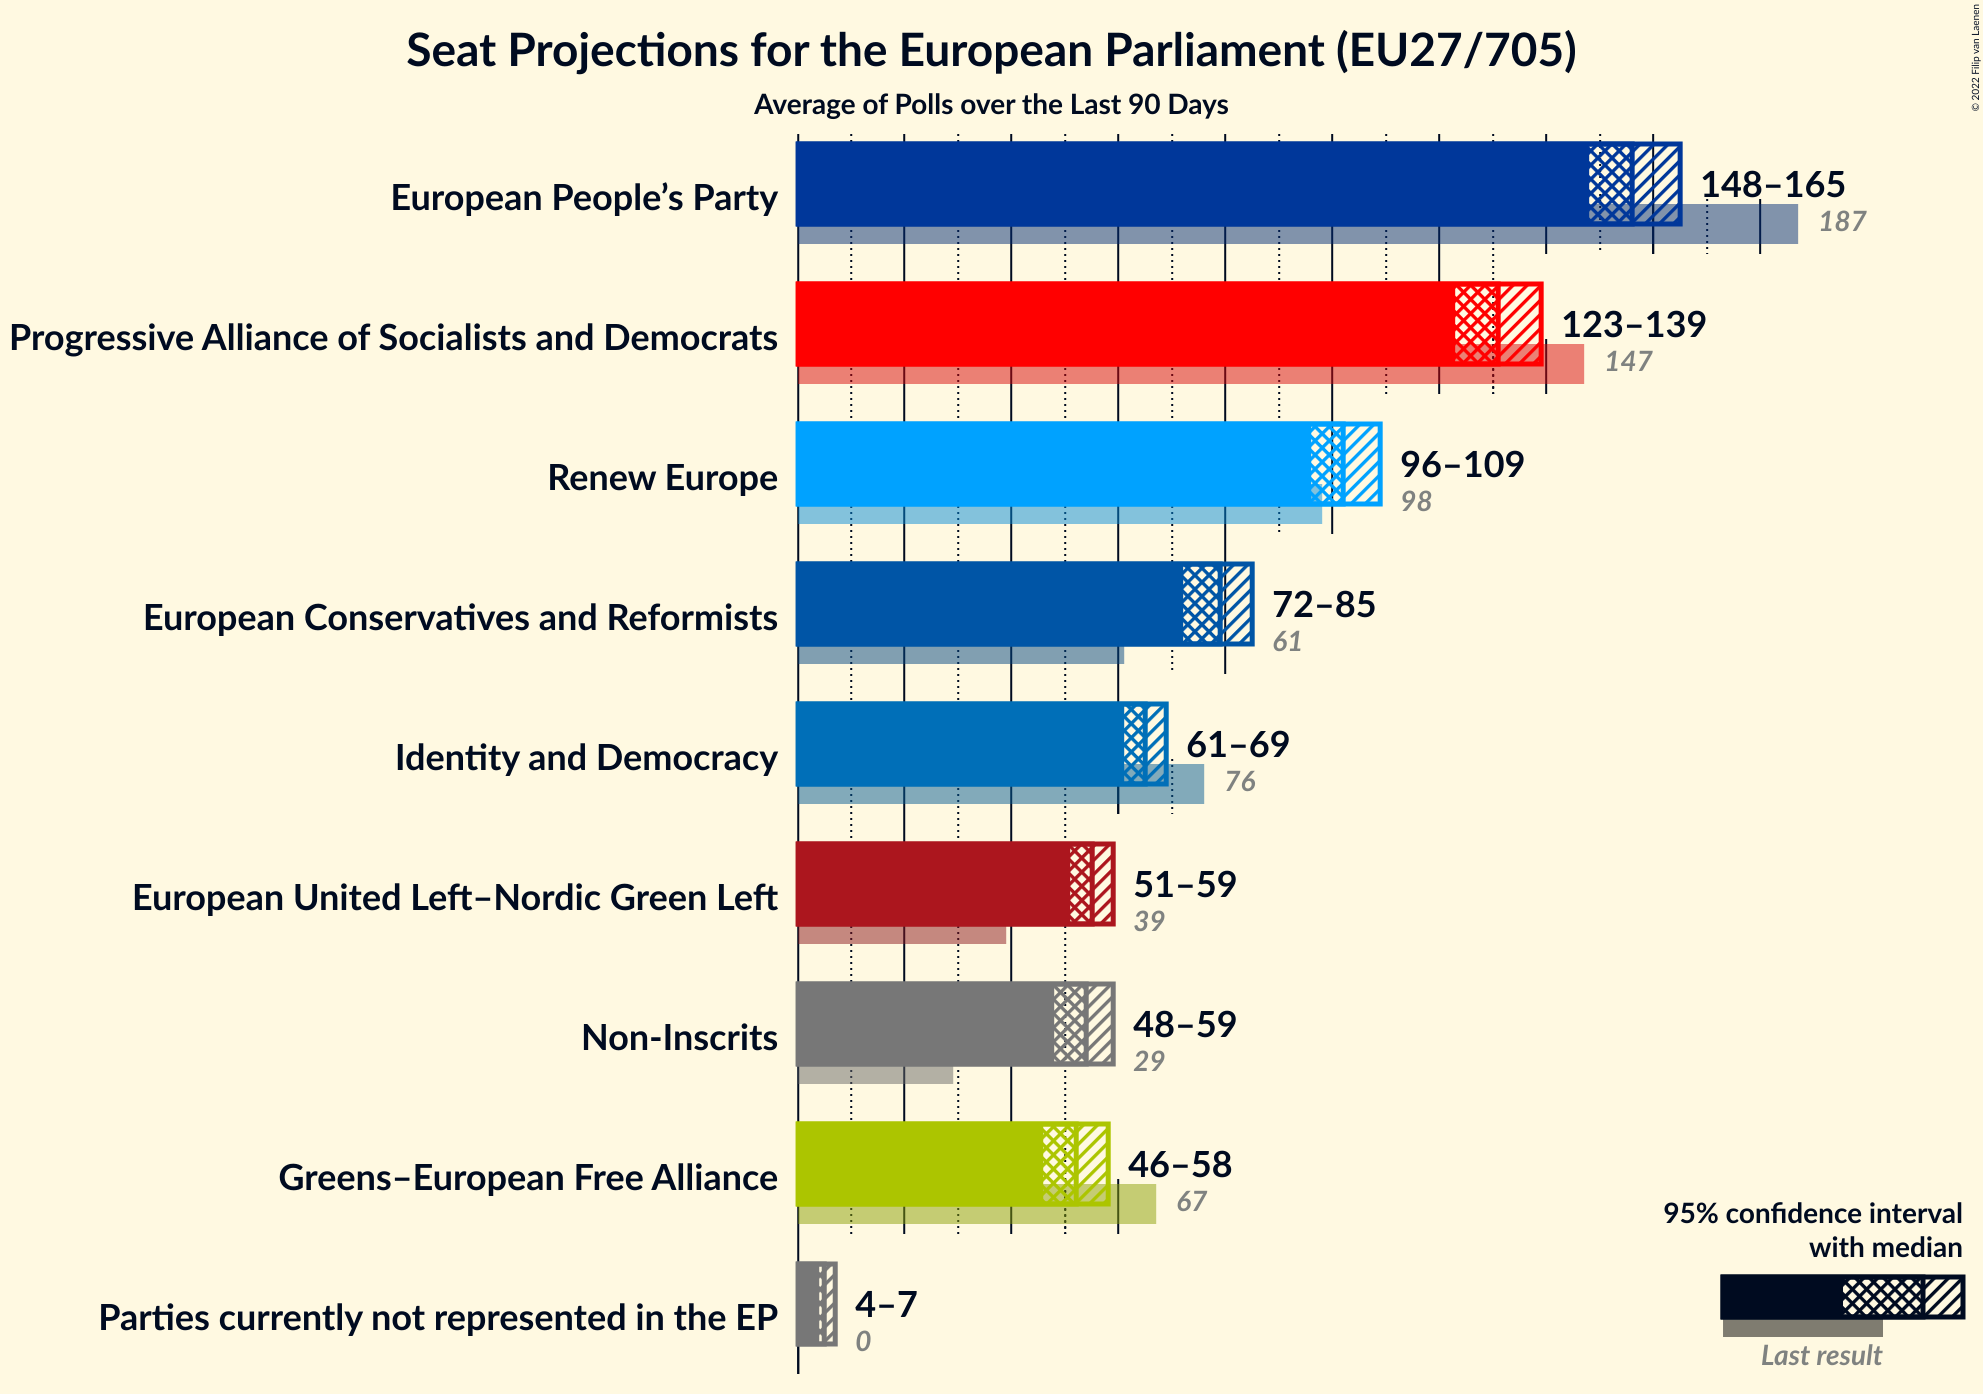 Seat Projections for the European Parliament (EU27/705)
Average of Polls over the Last 90 Days
© 2022 Filip van Laenen
European People’s Party
148–165
187
Progressive Alliance of Socialists and Democrats
123–139
147
Renew Europe
96–109
98
European Conservatives and Reformists
72–85
61
Identity and Democracy
61–69
76
European United Left–Nordic Green Left
51–59
39
Non-Inscrits
48–59
29
Greens–European Free Alliance
46–58
67
Parties currently not represented in the EP
4–7
0
95% confidence interval
with median
Last result